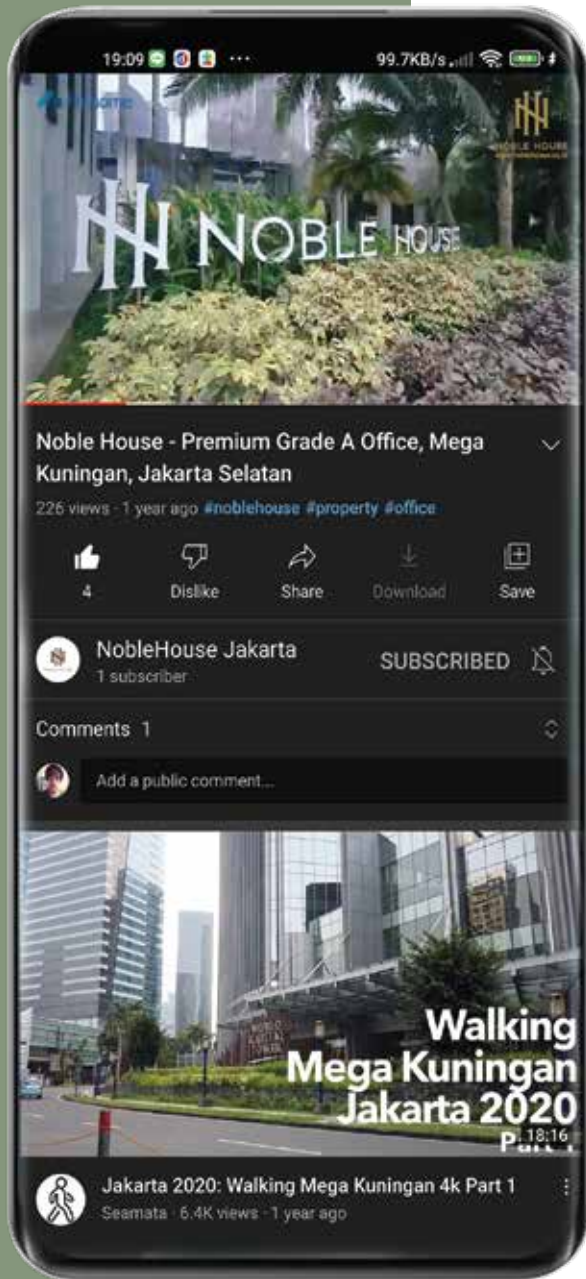 19:09 ... 99.7KB/s
NOBLE HOUSE
NOBLE HOUSE
Noble House - Premium Grade A Office, Mega
Kuningan, Jakarta Selatan
226 views · 1 year ago #noblehouse #property #office
4 Dislike Share Download Save
NobleHouse Jakarta
1 subscriber
SUBSCRIBED
Comments 1
Add a public comment...
Walking
Mega Kuningan
Jakarta 2020
18:16
Jakarta 2020: Walking Mega Kuningan 4k Part 1
Seamata · 6.4K views · 1 year ago